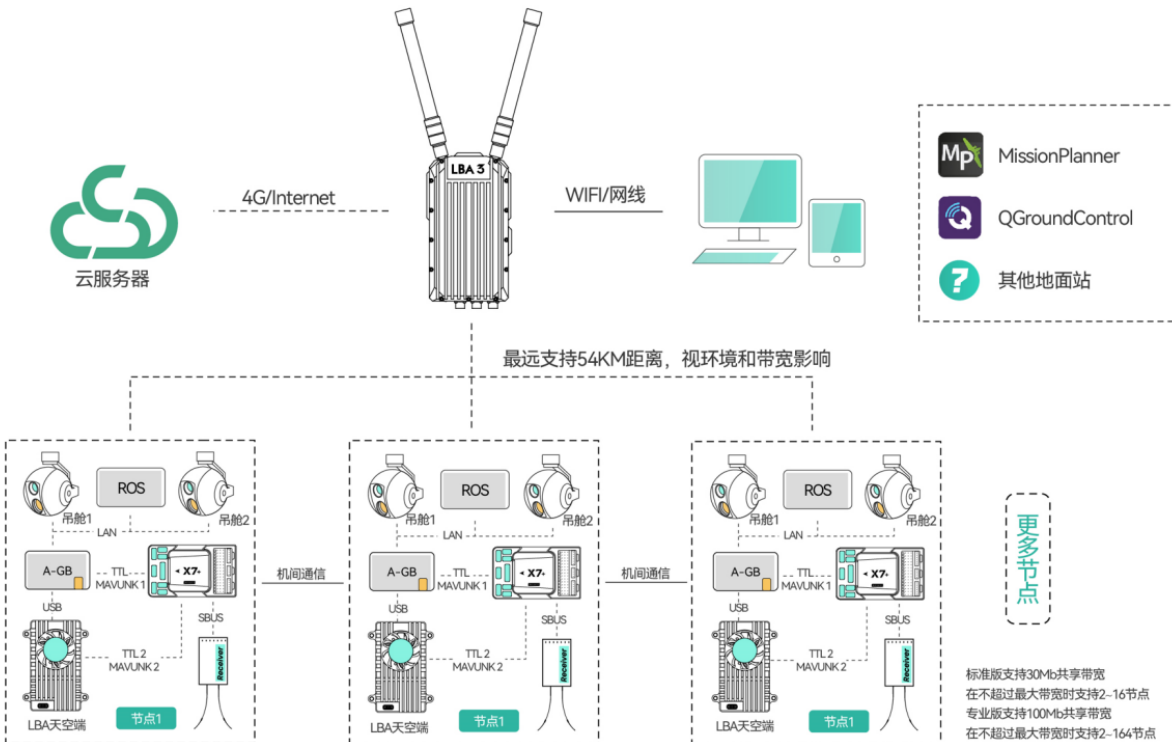 LBA 3
4G/Internet
WIFI/网线
云服务器
Mp
MissionPlanner
Q
QGroundControl
?
其他地面站
最远支持54KM距离，视环境和带宽影响
ROS
吊舱1
吊舱2
LAN
A-GB
TTL
MAVUNK 1
X7+
USB
SBUS
TTL 2
MAVUNK 2
Receiver
LBA天空端
节点1
机间通信
ROS
吊舱1
吊舱2
LAN
A-GB
TTL
MAVUNK 1
X7+
USB
SBUS
TTL 2
MAVUNK 2
Receiver
LBA天空端
节点1
机间通信
ROS
吊舱1
吊舱2
LAN
A-GB
TTL
MAVUNK 1
X7+
USB
SBUS
TTL 2
MAVUNK 2
Receiver
LBA天空端
节点1
更多节点
标准版支持30Mb共享带宽
在不超过最大带宽时支持2~16节点
专业版支持100Mb共享带宽
在不超过最大带宽时支持2~164节点